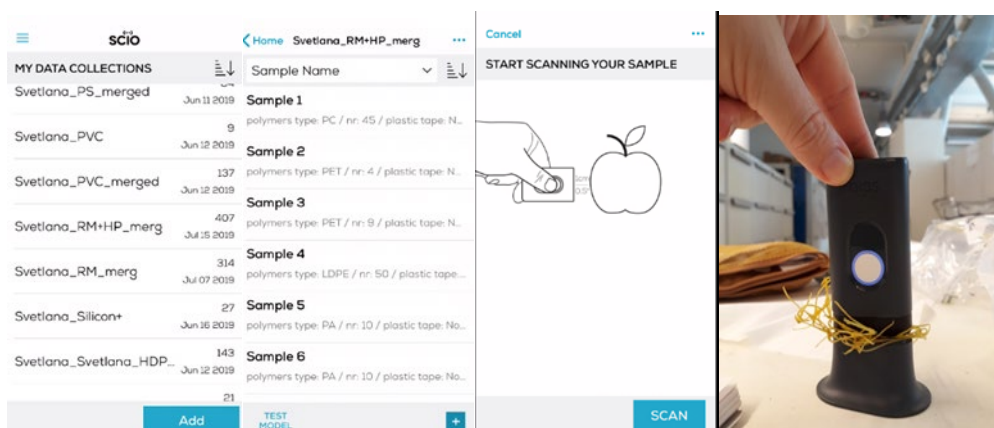 SCiO
MY DATA COLLECTIONS
Svetlana_PS_merged
Jun 11 2019
Svetlana_PVC
9
Jun 12 2019
Svetlana_PVC_merged
137
Jun 12 2019
Svetlana_RM+HP_merg
407
Jul 15 2019
Svetlana_RM_merg
314
Jul 07 2019
Svetlana_Silicon+
27
Jun 16 2019
Svetlana_Svetlana_HDP...
143
Jun 12 2019
21
Add
Home Svetlana_RM+HP_merg ...
Sample Name
Sample 1
polymers type: PC / nr: 45 / plastic tape: N...
Sample 2
polymers type: PET / nr: 4 / plastic tape: N...
Sample 3
polymers type: PET / nr: 9 / plastic tape: N...
Sample 4
polymers type: LDPE / nr: 50 / plastic tape:...
Sample 5
polymers type: PA / nr: 10 / plastic tape: No...
Sample 6
polymers type: PA / nr: 10 / plastic tape: No...
TEST
MODEL
+
Cancel ...
START SCANNING YOUR SAMPLE
SCAN